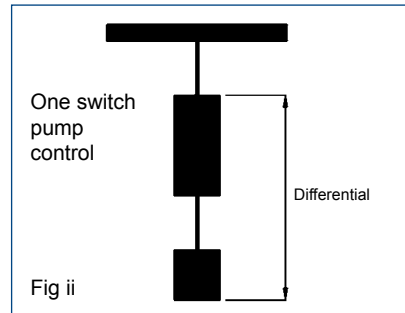 One switch
pump
control
Differential
Fig ii